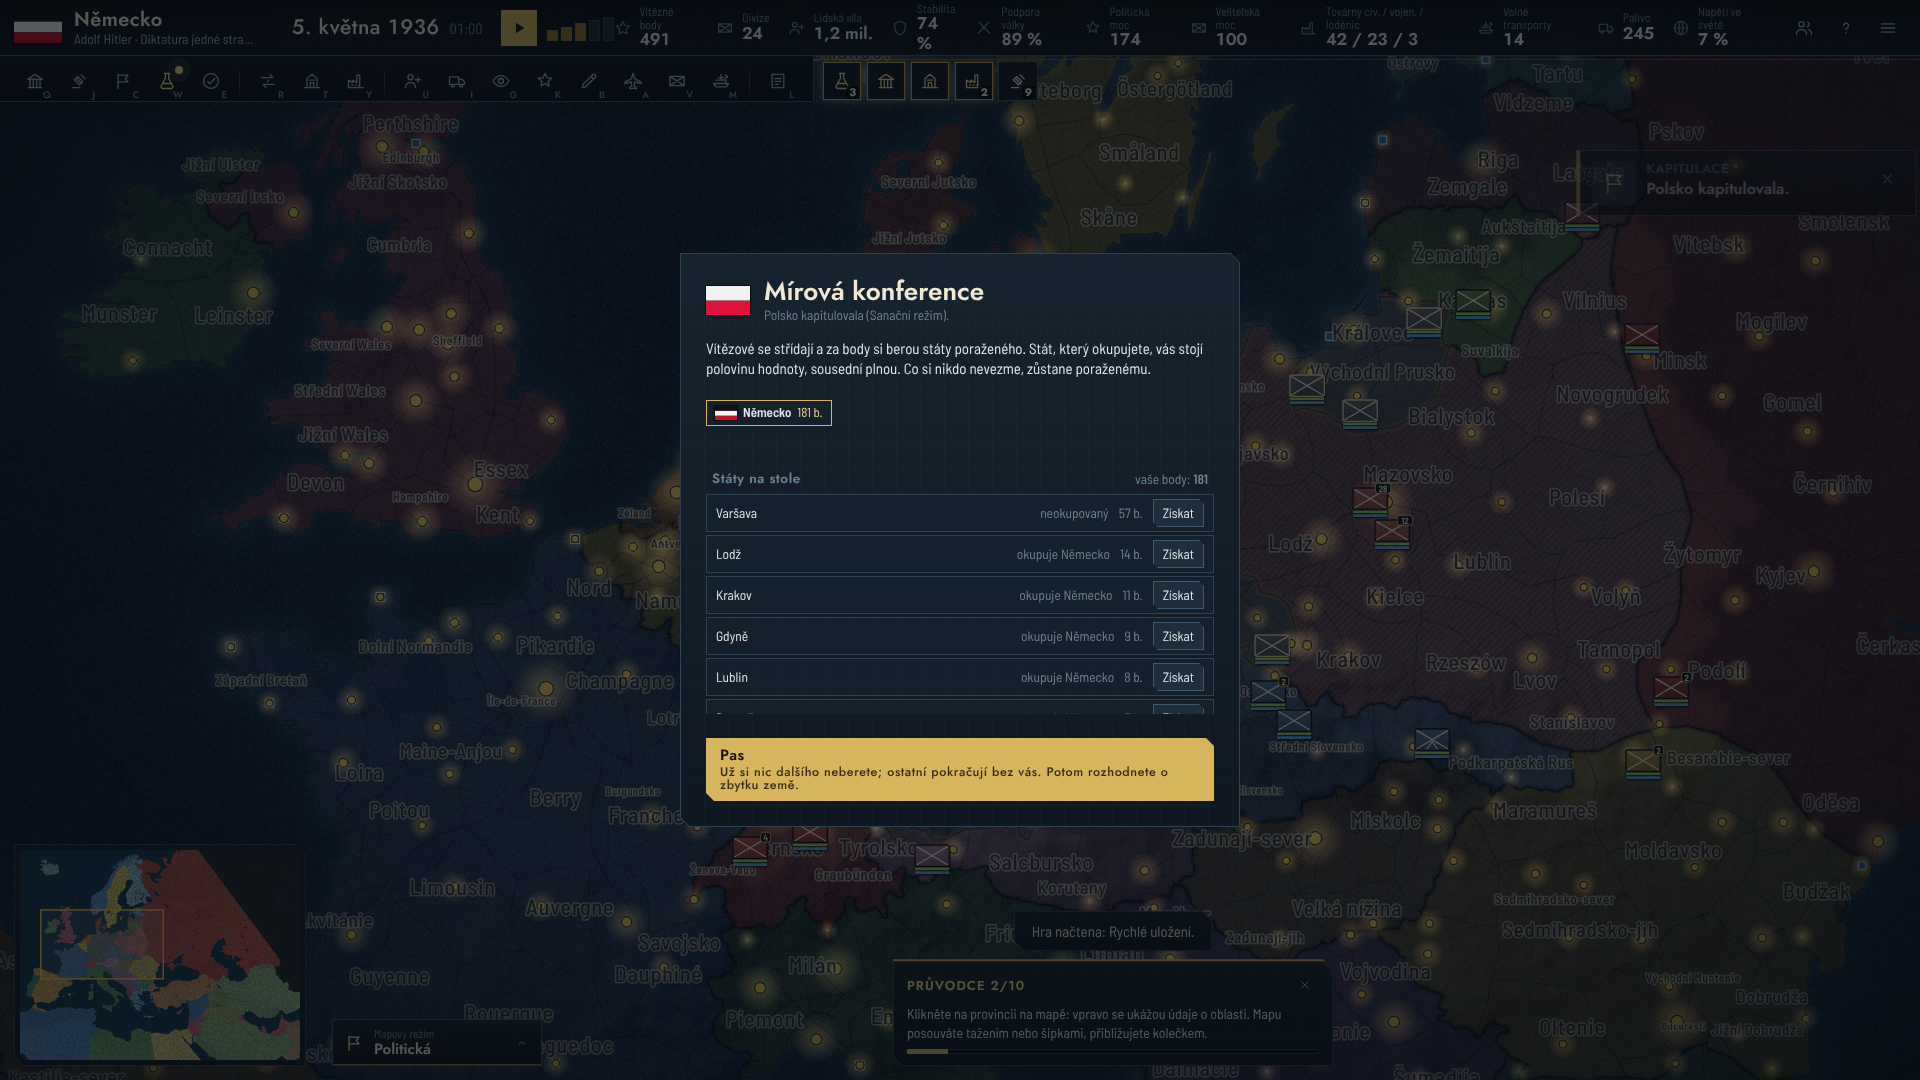 Německo
Adolf Hitler · Diktatura jedné stra...
5. května 1936 01:00
Vítězné body 491
Divize 24
Lidská síla 1,2 mil.
Stabilita 74 %
Podpora války 89 %
Politická moc 174
Velitelská moc 100
Továrny civ. / vojen. / loděnic 42 / 23 / 3
Volné transporty 14
Palivo 245
Napětí ve světě 7 %
?
Q J C W E R T Y U I G K B A V M L
3 2 9
KAPITULACE
Polsko kapitulovala.
Mírová konference
Polsko kapitulovala (Sanační režim).
Vítězové se střídají a za body si berou státy poraženého. Stát, který okupujete, vás stojí
polovinu hodnoty, sousední plnou. Co si nikdo nevezme, zůstane poraženému.
Německo 181 b.
Státy na stole vaše body: 181
Varšava neokupovaný 57 b. Získat
Lodž okupuje Německo 14 b. Získat
Krakov okupuje Německo 11 b. Získat
Gdyně okupuje Německo 9 b. Získat
Lublin okupuje Německo 8 b. Získat
Pas
Už si nic dalšího neberete; ostatní pokračují bez vás. Potom rozhodnete o
zbytku země.
Hra načtena: Rychlé uložení.
PRŮVODCE 2/10
Klikněte na provincii na mapě: vpravo se ukážou údaje o oblasti. Mapu
posouváte tažením nebo šipkami, přibližujete kolečkem.
Mapový režim
Politická
Perthshire
Edinburgh
Jižní Ulster
Jižní Skotsko
Severní Irsko
Connacht
Cumbria
Munster
Leinster
Severní Wales
Sheffield
Střední Wales
Jižní Wales
Devon
Essex
Hampshire
Kent
Östergötland
Småland
Skåne
Severní Jutsko
Jižní Jutsko
Tartu
Vidzeme
Pskov
Riga
Zemgale
Smolensk
Aukštaitija
Žemaitija
Vitebsk
Vilnius
Suvalkija
Mogilev
Minsk
Východní Prusko
Novogrudek
Gomel
Bialystok
Mazovsko
Polesí
Černihiv
Lodž
Lublin
Žytomyr
Kyjev
Kielce
Volyň
Krakov
Rzeszów
Tarnopol
Lvov
Podolí
Stanislavov
Střední Slovensko
Podkarpatská Rus
Besarábie-sever
Oděsa
Maramureš
Miskolc
Zadunají-sever
Moldavsko
Budžak
Velká nížina
Sedmihradsko-sever
Sedmihradsko-jih
Zadunají-jih
Vojvodina
Východní Muntenie
Dobrudža
Jižní Dobrudža
Oltenie
Šumadija
Dalmácie
Nord
Dolní Normandie
Pikardie
Západní Bretaň
Île-de-France
Champagne
Maine-Anjou
Loira
Poitou
Berry
Limousin
Auvergne
Savojsko
Dauphiné
Guyenne
Rouergue
Milán
Piemont
Tyrolsko
Graubünden
Salcbursko
Korutany